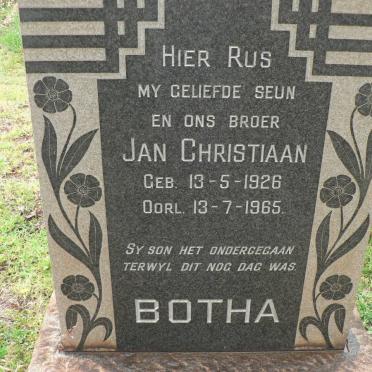 HIER RUS
MY GELIEFDE SEUN
EN ONS BROER
JAN CHRISTIAAN
GEB. 13-5-1926
OORL. 13-7-1965.
SY SON HET ONDERGEGAAN
TERWYL DIT NOG DAG WAS.
BOTHA